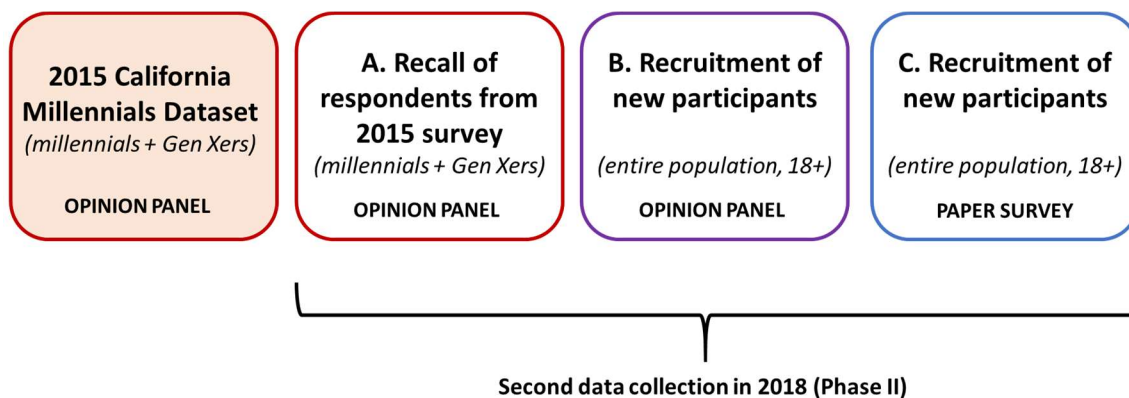 2015 California
Millennials Dataset
(millennials + Gen Xers)
OPINION PANEL
A. Recall of
respondents from
2015 survey
(millennials + Gen Xers)
OPINION PANEL
B. Recruitment of
new participants
(entire population, 18+)
OPINION PANEL
C. Recruitment of
new participants
(entire population, 18+)
PAPER SURVEY
Second data collection in 2018 (Phase II)